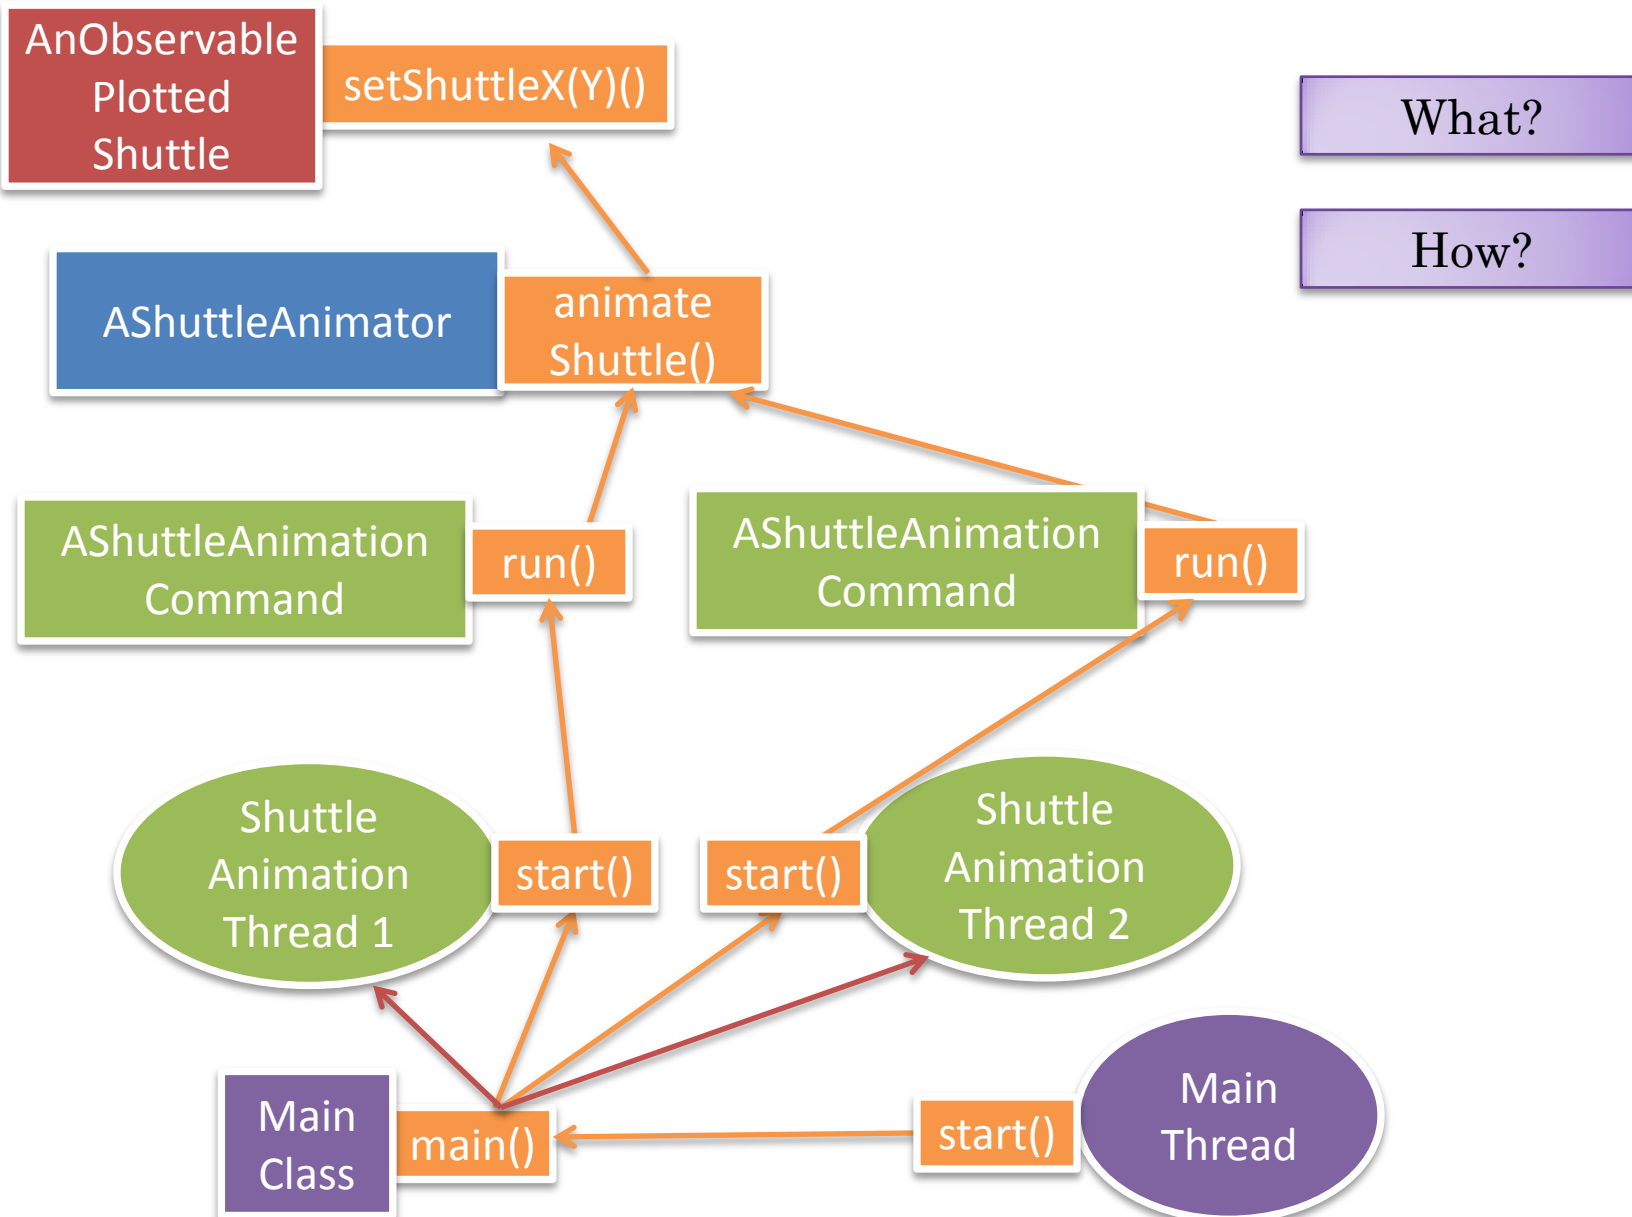 AnObservable
Plotted
Shuttle
setShuttleX(Y)()
What?
How?
AShuttleAnimator
animate
Shuttle()
AShuttleAnimation
Command
run()
AShuttleAnimation
Command
run()
Shuttle
Animation
Thread 1
start()
start()
Shuttle
Animation
Thread 2
Main
Class
main()
start()
Main
Thread